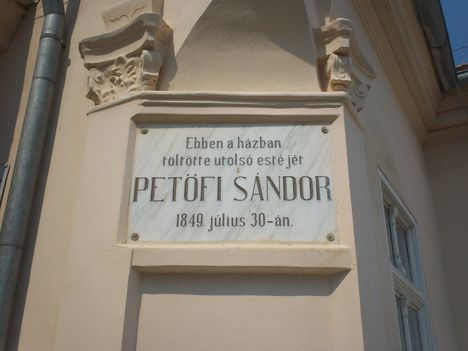 Ebben a házban
töltötte utolsó estéjét
PETŐFI SÁNDOR
1849. július 30-án.